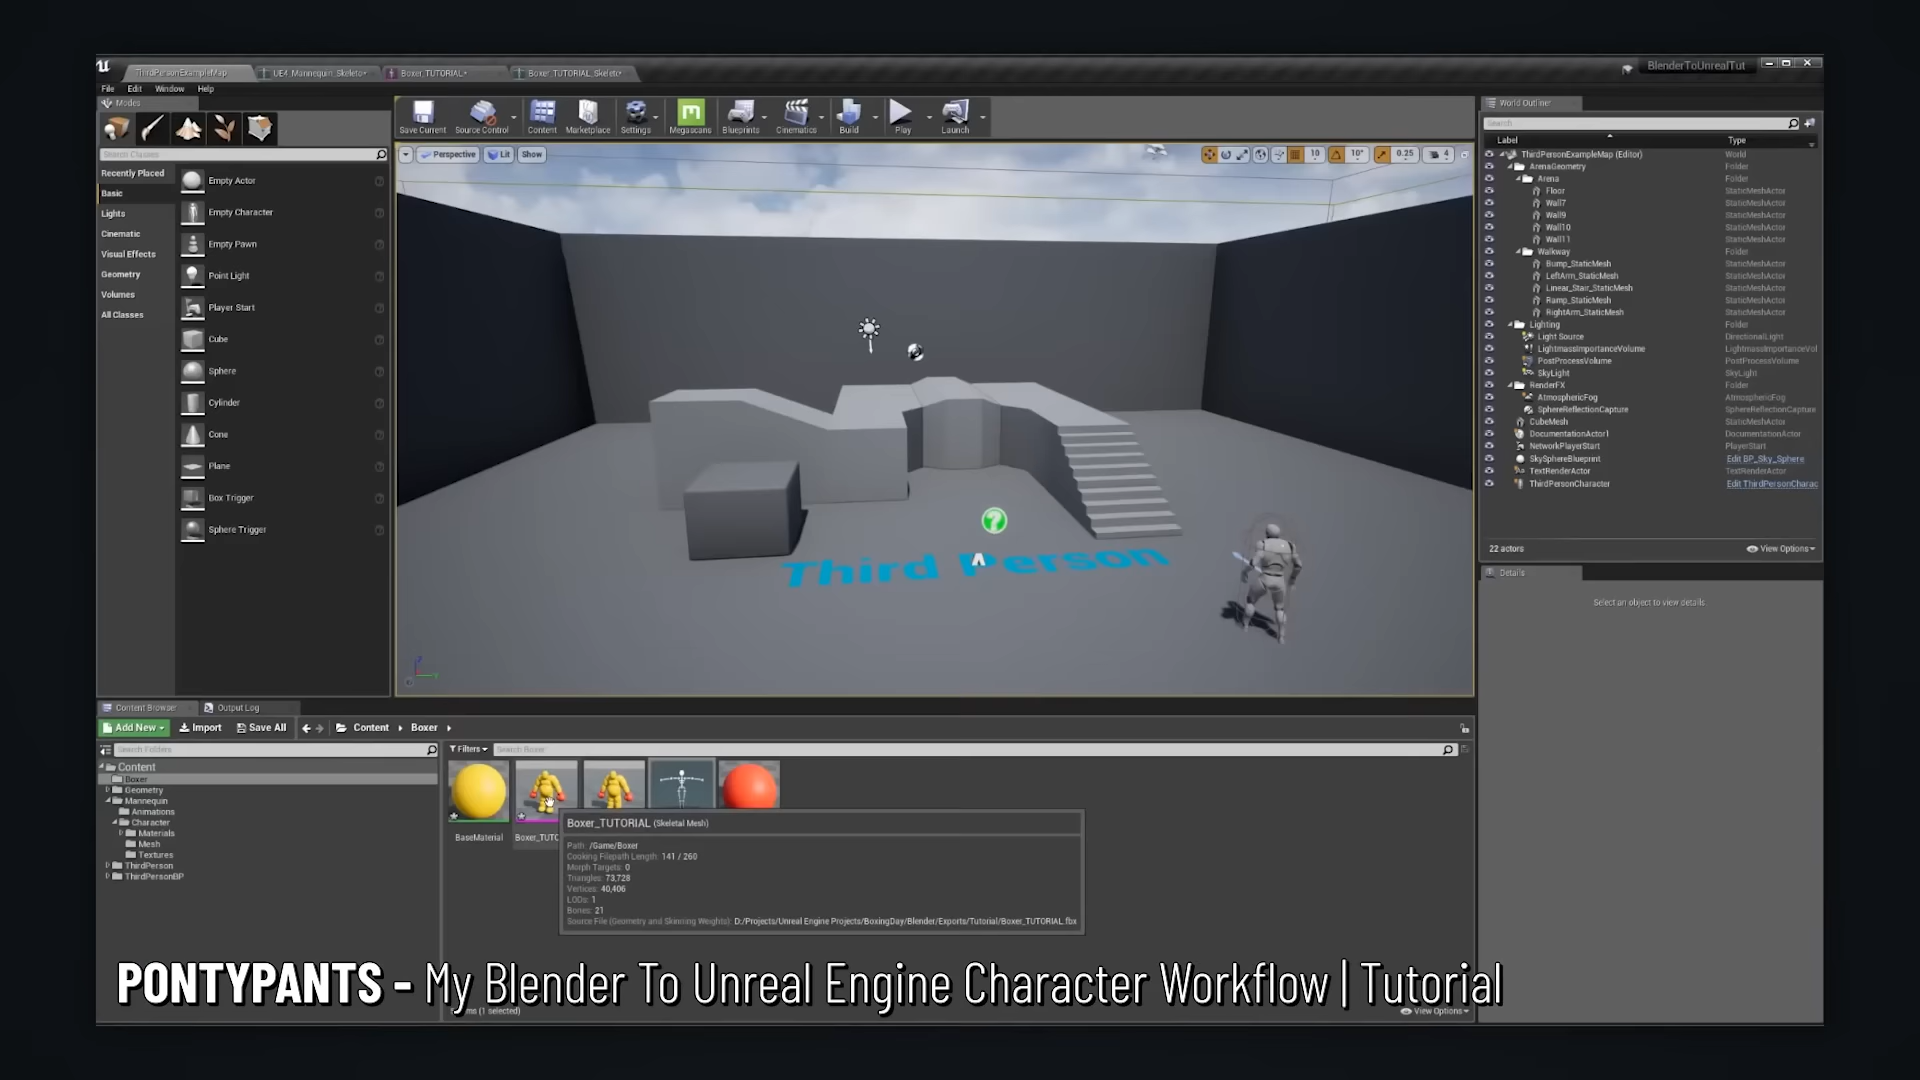 ThirdPersonExampleMap
UE4_Mannequin_Skeleto•
Boxer_TUTORIAL•
Boxer_TUTORIAL_Skeleto•
BlenderToUnrealTut
File
Edit
Window
Help
Modes
Search Classes
Recently Placed
Basic
Lights
Cinematic
Visual Effects
Geometry
Volumes
All Classes
Empty Actor
Empty Character
Empty Pawn
Point Light
Player Start
Cube
Sphere
Cylinder
Cone
Plane
Box Trigger
Sphere Trigger
Save Current
Source Control
Content
Marketplace
Settings
Megascans
Blueprints
Cinematics
Build
Play
Launch
Perspective
Lit
Show
10
10°
0.25
4
Third Person
World Outliner
Search
Label
Type
ThirdPersonExampleMap (Editor)
World
ArenaGeometry
Folder
Arena
Folder
Floor
StaticMeshActor
Wall7
StaticMeshActor
Wall9
StaticMeshActor
Wall10
StaticMeshActor
Wall11
StaticMeshActor
Walkway
Folder
Bump_StaticMesh
StaticMeshActor
LeftArm_StaticMesh
StaticMeshActor
Linear_Stair_StaticMesh
StaticMeshActor
Ramp_StaticMesh
StaticMeshActor
RightArm_StaticMesh
StaticMeshActor
Lighting
Folder
Light Source
DirectionalLight
LightmassImportanceVolume
LightmassImportanceVol
PostProcessVolume
PostProcessVolume
SkyLight
SkyLight
RenderFX
Folder
AtmosphericFog
AtmosphericFog
SphereReflectionCapture
SphereReflectionCapture
CubeMesh
StaticMeshActor
DocumentationActor1
DocumentationActor
NetworkPlayerStart
PlayerStart
SkySphereBlueprint
Edit BP_Sky_Sphere
TextRenderActor
TextRenderActor
ThirdPersonCharacter
Edit ThirdPersonCharac
22 actors
View Options
Details
Select an object to view details.
Content Browser
Output Log
Add New
Import
Save All
Content
Boxer
Search Folders
Content
Boxer
Geometry
Mannequin
Animations
Character
Materials
Mesh
Textures
ThirdPerson
ThirdPersonBP
Filters
Search Boxer
BaseMaterial
Boxer_TUTO
Boxer_TUTORIAL (Skeletal Mesh)
Path: /Game/Boxer
Cooking Filepath Length: 141 / 260
Morph Targets: 0
Triangles: 73,728
Vertices: 40,406
LODs: 1
Bones: 21
Source File (Geometry and Skinning Weights): D:/Projects/Unreal Engine Projects/BoxingDay/Blender/Exports/Tutorial/Boxer_TUTORIAL.fbx
PONTYPANTS - My Blender To Unreal Engine Character Workflow | Tutorial
(1 selected)
View Options